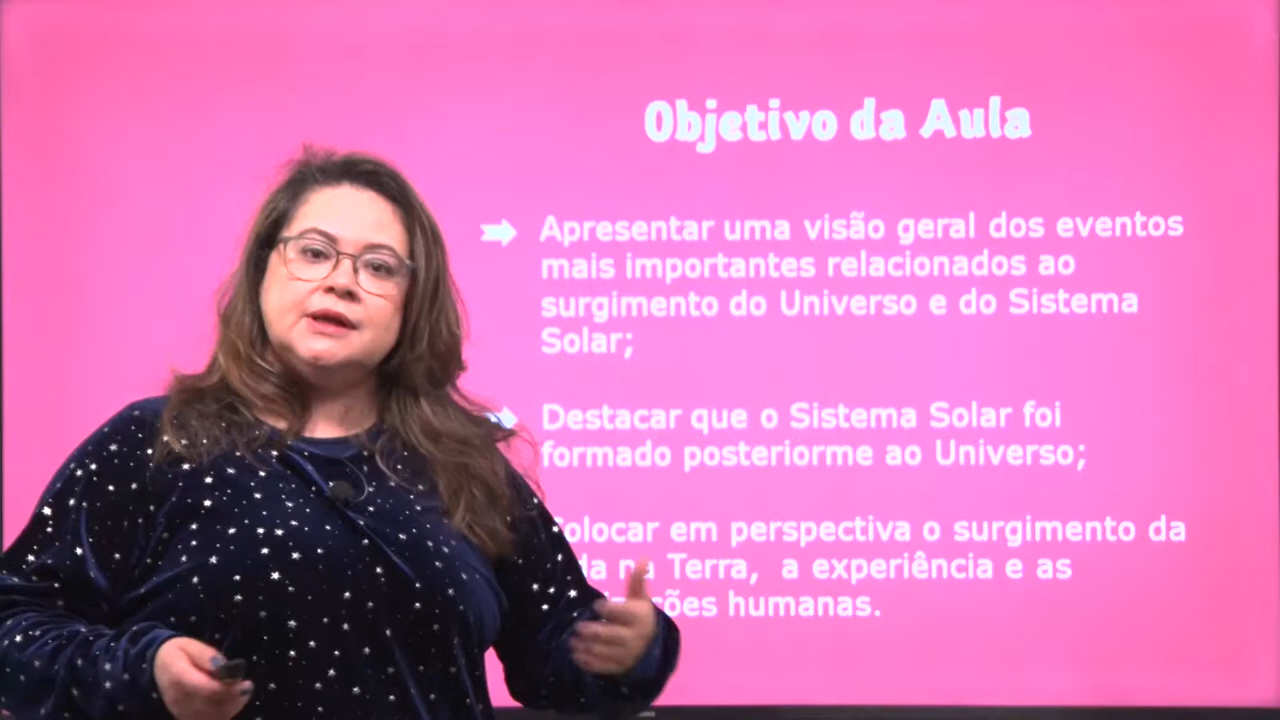 Objetivo da Aula
Apresentar uma visão geral dos eventos
mais importantes relacionados ao
surgimento do Universo e do Sistema
Solar;
Destacar que o Sistema Solar foi
formado posteriorme ao Universo;
em perspectiva o surgimento da
Terra, a experiência e as
humanas.